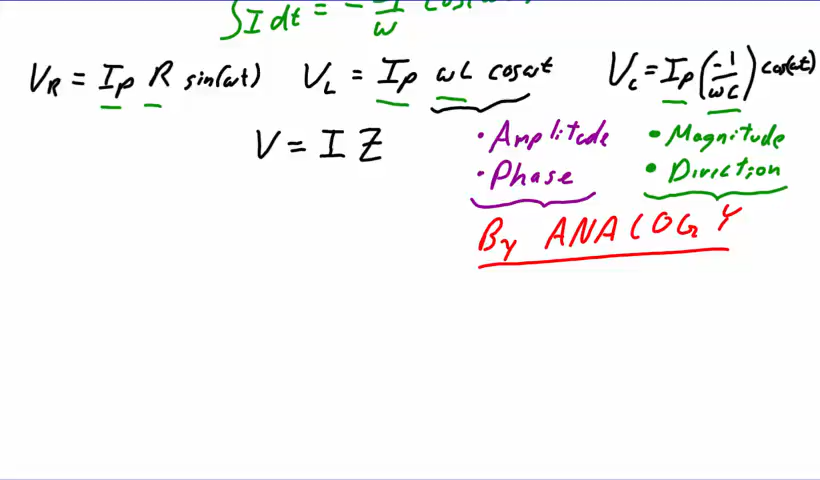 ∫I dt = - I/ω cos(ω
V_R = I_p R sin(ωt) V_L = I_p ωL cosωt V_c = I_p (-1/ωC) cos(ωt)
V = I Z
• Amplitude
• Phase
• Magnitude
• Direction
By ANALOGY